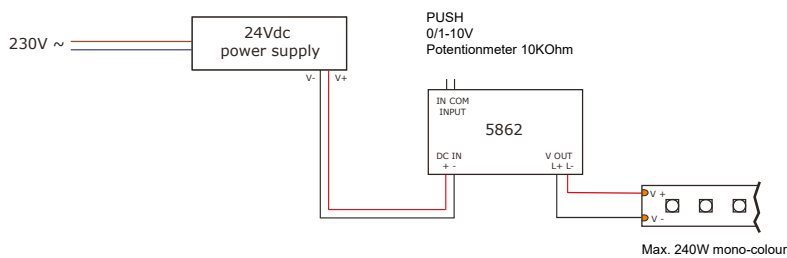 230V ~
24Vdc
power supply
V- V+
PUSH
0/1-10V
Potentionmeter 10KOhm
IN COM
INPUT
5862
DC IN
+ -
V OUT
L+ L-
V +
V -
Max. 240W mono-colour